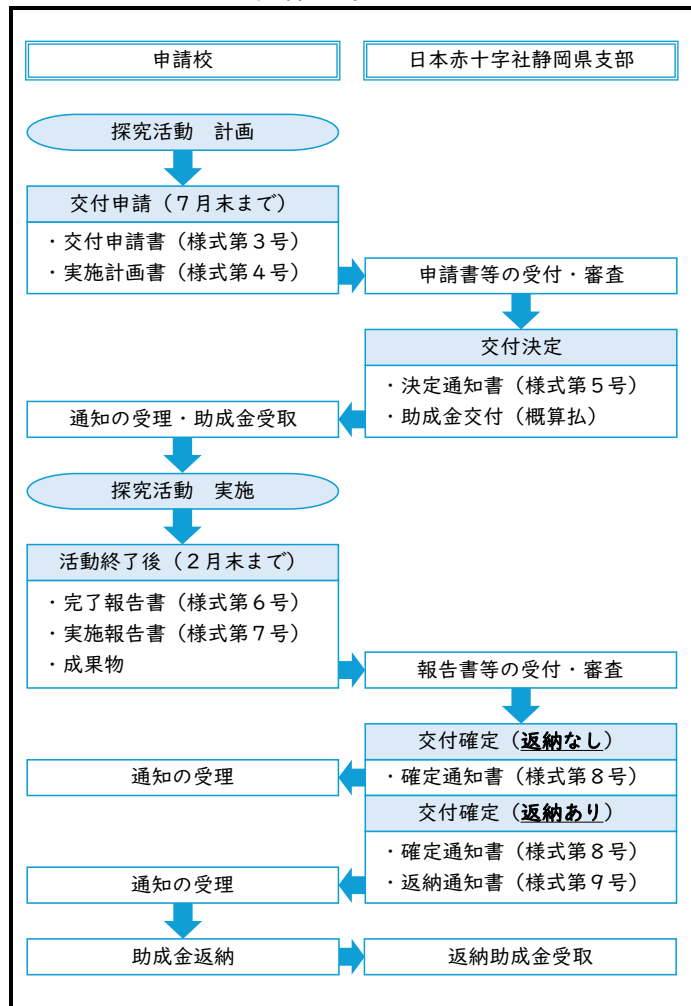 申請校
日本赤十字社静岡県支部
探究活動　計画
交付申請（７月末まで）
・交付申請書（様式第３号）
・実施計画書（様式第４号）
申請書等の受付・審査
交付決定
・決定通知書（様式第５号）
・助成金交付（概算払）
通知の受理・助成金受取
探究活動　実施
活動終了後（２月末まで）
・完了報告書（様式第６号）
・実施報告書（様式第７号）
・成果物
報告書等の受付・審査
交付確定（返納なし）
・確定通知書（様式第８号）
通知の受理
交付確定（返納あり）
・確定通知書（様式第８号）
・返納通知書（様式第９号）
通知の受理
助成金返納
返納助成金受取